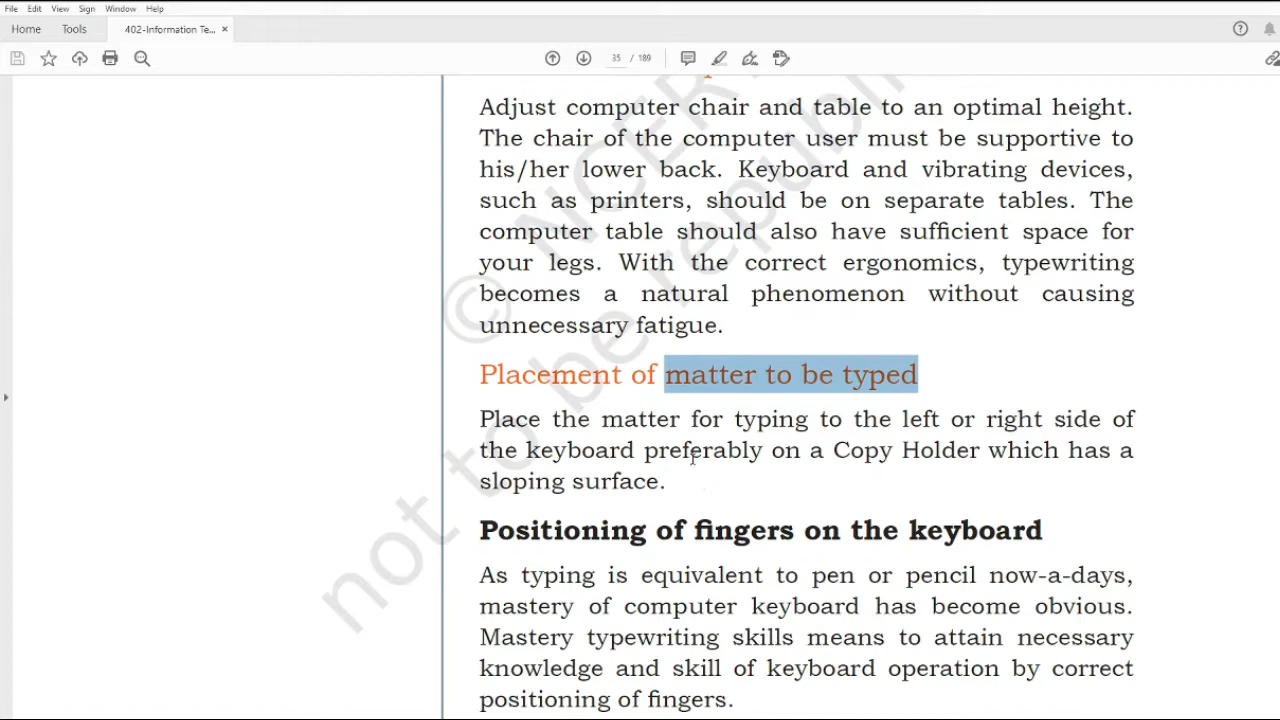 File Edit View Sign Window Help
Home Tools 402-Information Te... ×
35 / 189
Adjust computer chair and table to an optimal height.
The chair of the computer user must be supportive to
his/her lower back. Keyboard and vibrating devices,
such as printers, should be on separate tables. The
computer table should also have sufficient space for
your legs. With the correct ergonomics, typewriting
becomes a natural phenomenon without causing
unnecessary fatigue.
Placement of matter to be typed
Place the matter for typing to the left or right side of
the keyboard preferably on a Copy Holder which has a
sloping surface.
Positioning of fingers on the keyboard
As typing is equivalent to pen or pencil now-a-days,
mastery of computer keyboard has become obvious.
Mastery typewriting skills means to attain necessary
knowledge and skill of keyboard operation by correct
positioning of fingers.
© NCER
not to be republi